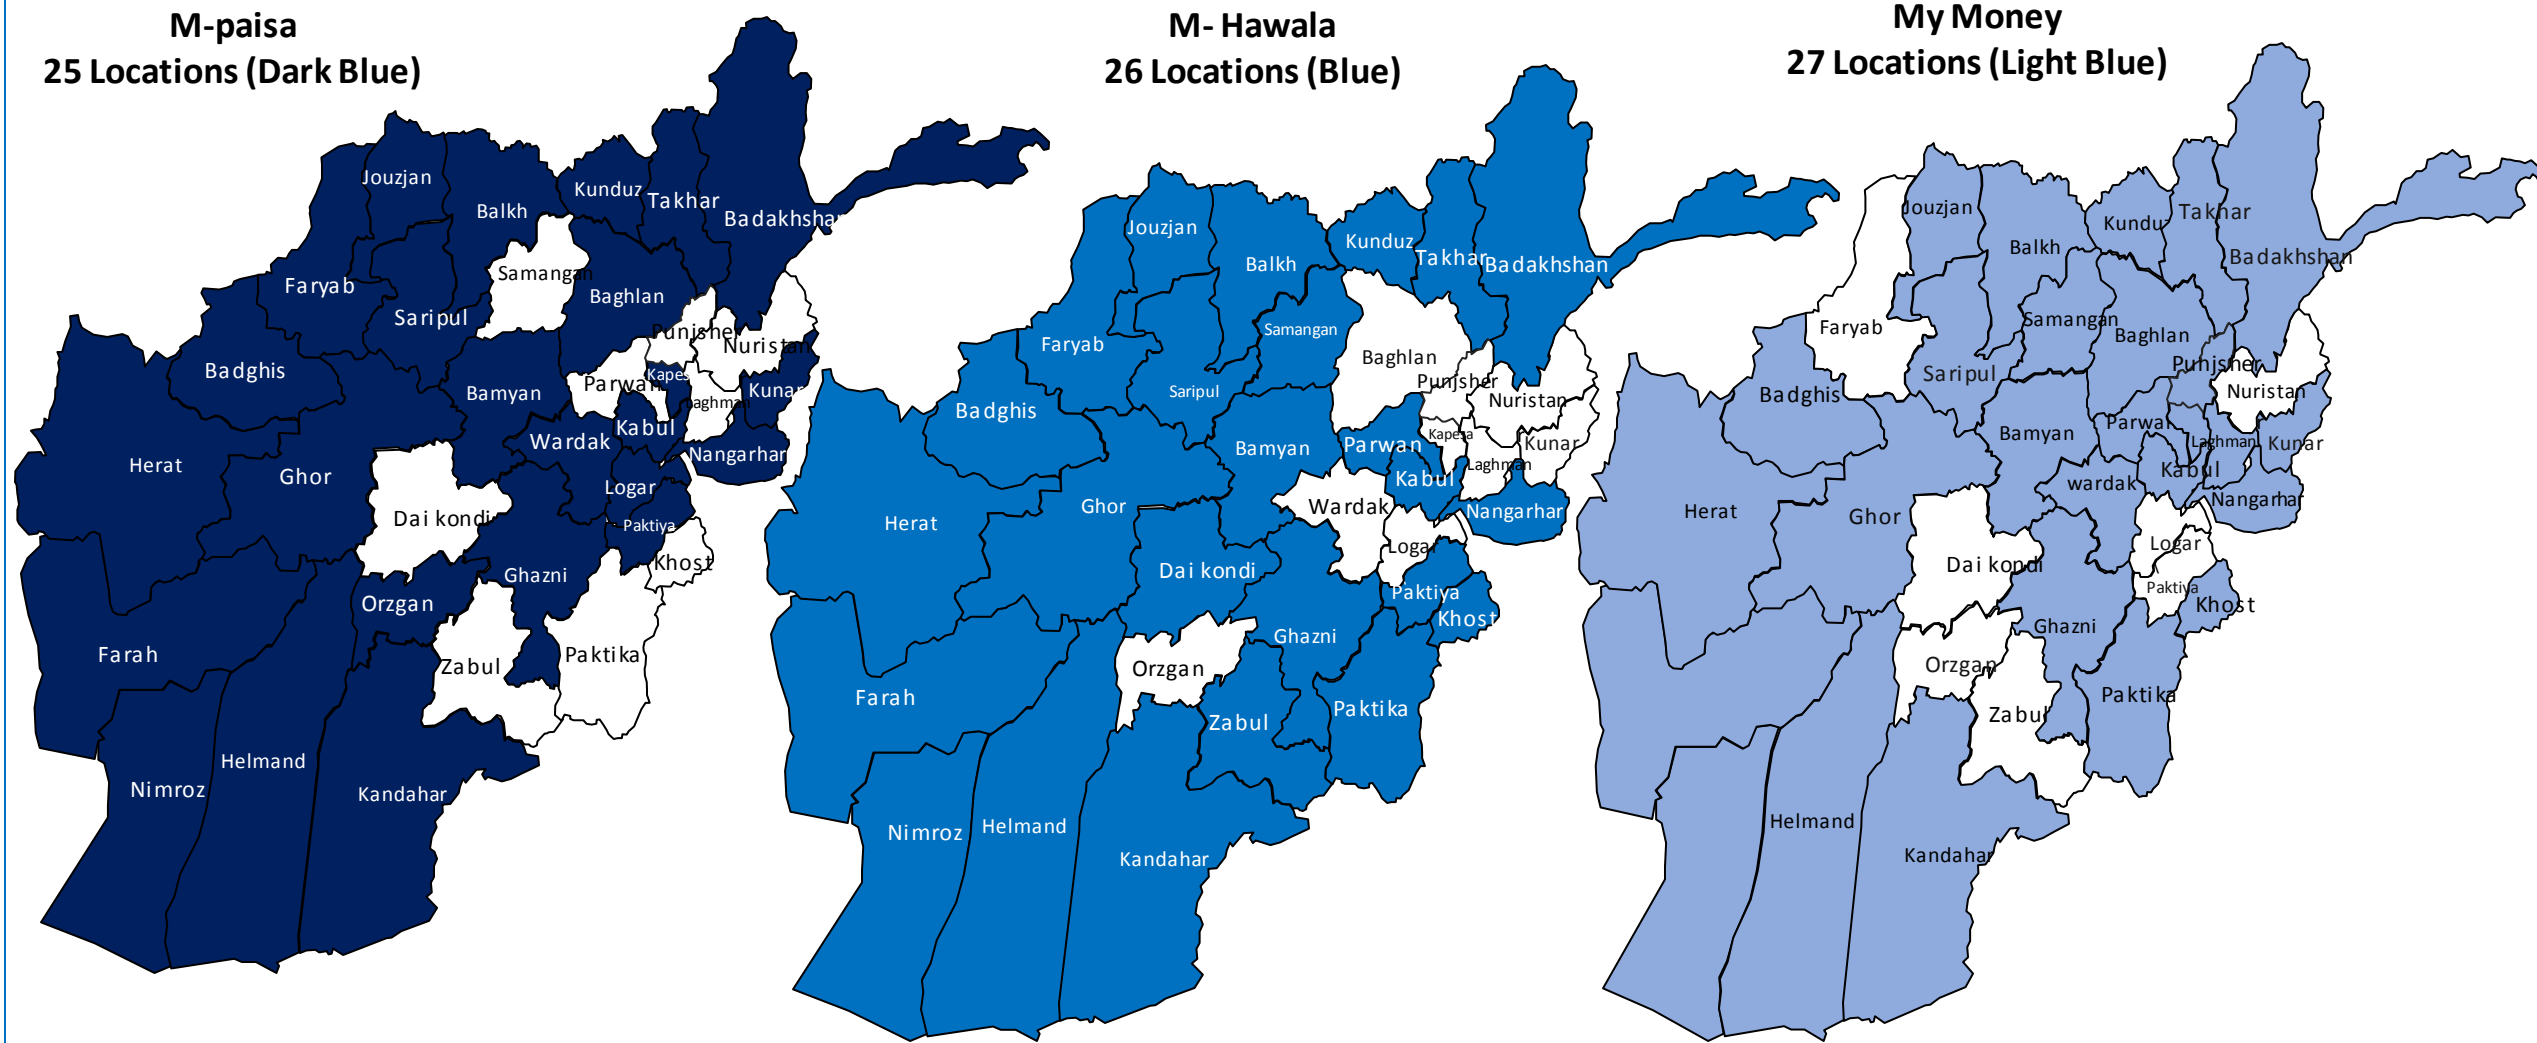 M-paisa
25 Locations (Dark Blue)
Jouzjan
Balkh
Kunduz
Takhar
Badakhshan
Samangan
Faryab
Baghlan
Saripul
Punjsher
Nuristan
Badghis
Bamyan
Parwan
Kapes
Laghman
Kunar
Wardak
Kabul
Nangarhar
Herat
Ghor
Logar
Dai kondi
Paktiya
Khost
Ghazni
Orzgan
Farah
Zabul
Paktika
Nimroz
Helmand
Kandahar
M- Hawala
26 Locations (Blue)
Jouzjan
Balkh
Kunduz
Takhar
Badakhshan
Faryab
Samangan
Baghlan
Punjsher
Saripul
Nuristan
Badghis
Bamyan
Parwan
Kapesa
Kunar
Laghman
Kabul
Wardak
Nangarhar
Herat
Ghor
Logar
Dai kondi
Paktiya
Khost
Ghazni
Orzgan
Farah
Zabul
Paktika
Nimroz
Helmand
Kandahar
My Money
27 Locations (Light Blue)
Jouzjan
Balkh
Kunduz
Takhar
Badakhshan
Faryab
Samangan
Baghlan
Punjsher
Saripul
Nuristan
Badghis
Bamyan
Parwan
Laghman
Kunar
Kabul
wardak
Nangarhar
Herat
Ghor
Logar
Dai kondi
Paktiya
Khost
Ghazni
Orzgan
Zabul
Paktika
Helmand
Kandahar